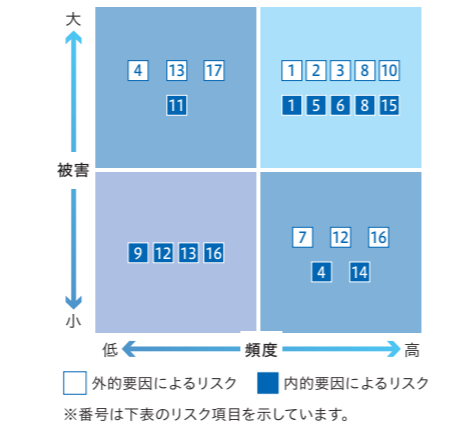 大
4 13 17
11
1 2 3 8 10
1 5 6 8 15
被害
9 12 13 16
7 12 16
4 14
小
低 頻度 高
外的要因によるリスク 内的要因によるリスク
※番号は下表のリスク項目を示しています。